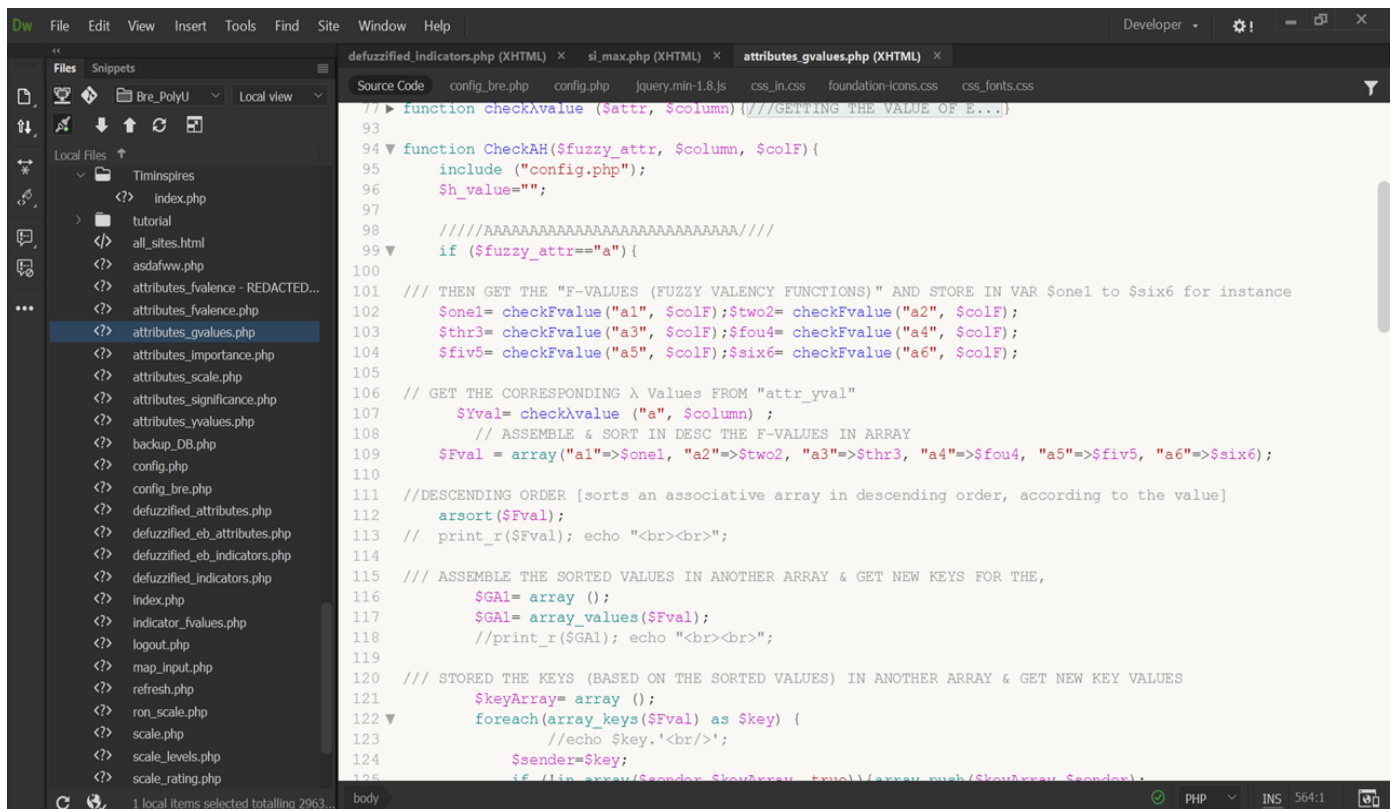 Dw File Edit View Insert Tools Find Site Window Help Developer
Files Snippets
Bre_PolyU Local view
Local Files
Timinspires
index.php
tutorial
all_sites.html
asdafww.php
attributes_fvalence - REDACTED...
attributes_fvalence.php
attributes_gvalues.php
attributes_importance.php
attributes_scale.php
attributes_significance.php
attributes_yvalues.php
backup_DB.php
config.php
config_bre.php
defuzzified_attributes.php
defuzzified_eb_attributes.php
defuzzified_eb_indicators.php
defuzzified_indicators.php
index.php
indicator_fvalues.php
logout.php
map_input.php
refresh.php
ron_scale.php
scale.php
scale_levels.php
scale_rating.php
1 local items selected totalling 2963...
defuzzified_indicators.php (XHTML) × si_max.php (XHTML) × attributes_gvalues.php (XHTML) ×
Source Code config_bre.php config.php jquery.min-1.8.js css_in.css foundation-icons.css css_fonts.css
77 function checkλvalue ($attr, $column){///GETTING THE VALUE OF E...}
93
94 function CheckAH($fuzzy_attr, $column, $colF){
95 include ("config.php");
96 $h_value="";
97
98 /////AAAAAAAAAAAAAAAAAAAAAAAAAAAA////
99 if ($fuzzy_attr=="a"){
100
101 /// THEN GET THE "F-VALUES (FUZZY VALENCY FUNCTIONS)" AND STORE IN VAR $one1 to $six6 for instance
102 $one1= checkFvalue("a1", $colF);$two2= checkFvalue("a2", $colF);
103 $thr3= checkFvalue("a3", $colF);$fou4= checkFvalue("a4", $colF);
104 $fiv5= checkFvalue("a5", $colF);$six6= checkFvalue("a6", $colF);
105
106 // GET THE CORRESPONDING λ Values FROM "attr_yval"
107 $Yval= checkλvalue ("a", $column) ;
108 // ASSEMBLE & SORT IN DESC THE F-VALUES IN ARRAY
109 $Fval = array("a1"=>$one1, "a2"=>$two2, "a3"=>$thr3, "a4"=>$fou4, "a5"=>$fiv5, "a6"=>$six6);
110
111 //DESCENDING ORDER [sorts an associative array in descending order, according to the value]
112 arsort($Fval);
113 // print_r($Fval); echo "<br><br>";
114
115 /// ASSEMBLE THE SORTED VALUES IN ANOTHER ARRAY & GET NEW KEYS FOR THE,
116 $GA1= array ();
117 $GA1= array_values($Fval);
118 //print_r($GA1); echo "<br><br>";
119
120 /// STORED THE KEYS (BASED ON THE SORTED VALUES) IN ANOTHER ARRAY & GET NEW KEY VALUES
121 $keyArray= array ();
122 foreach(array_keys($Fval) as $key) {
123 //echo $key.'<br/>';
124 $sender=$key;
125 if (!in_array($sender,$keyArray, true)){array_push($keyArray,$sender);
body PHP INS 564:1